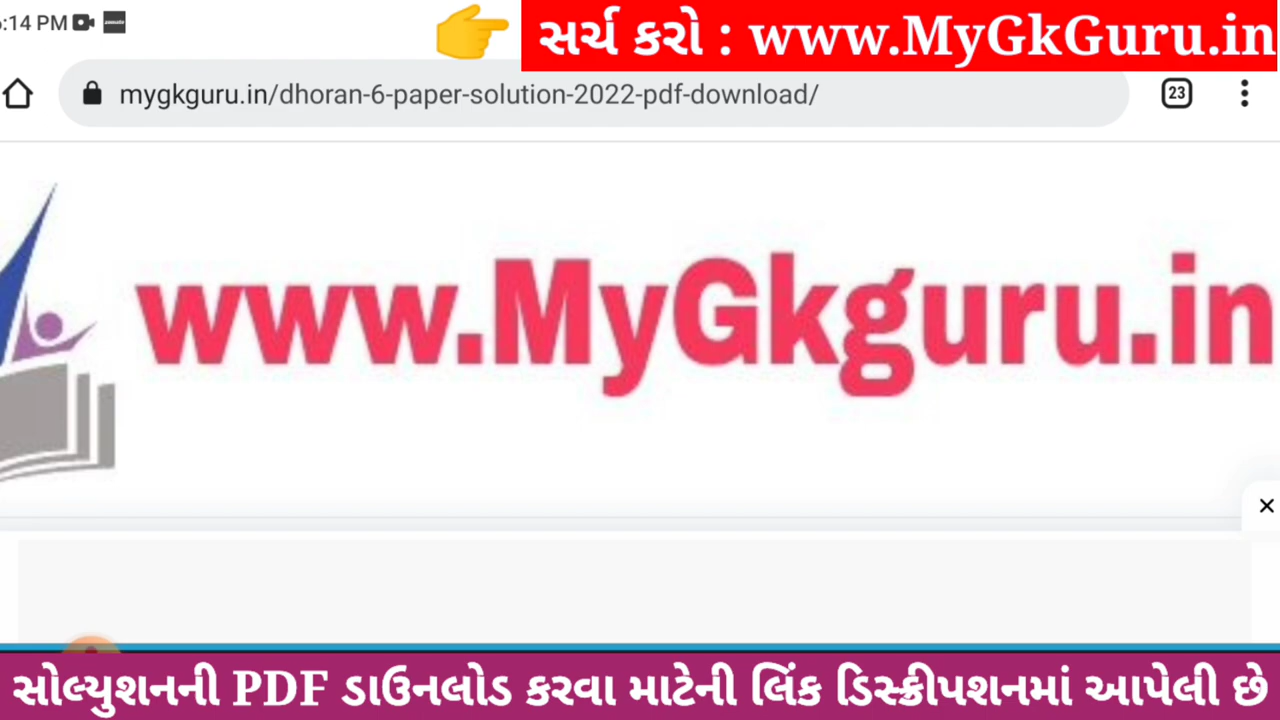 :14 PM
સર્ચ કરો : www.MyGkGuru.in
mygkguru.in/dhoran-6-paper-solution-2022-pdf-download/
23
www.MyGkguru.in
સોલ્યુશનની PDF ડાઉનલોડ કરવા માટેની લિંક ડિસ્ક્રીપશનમાં આપેલી છે